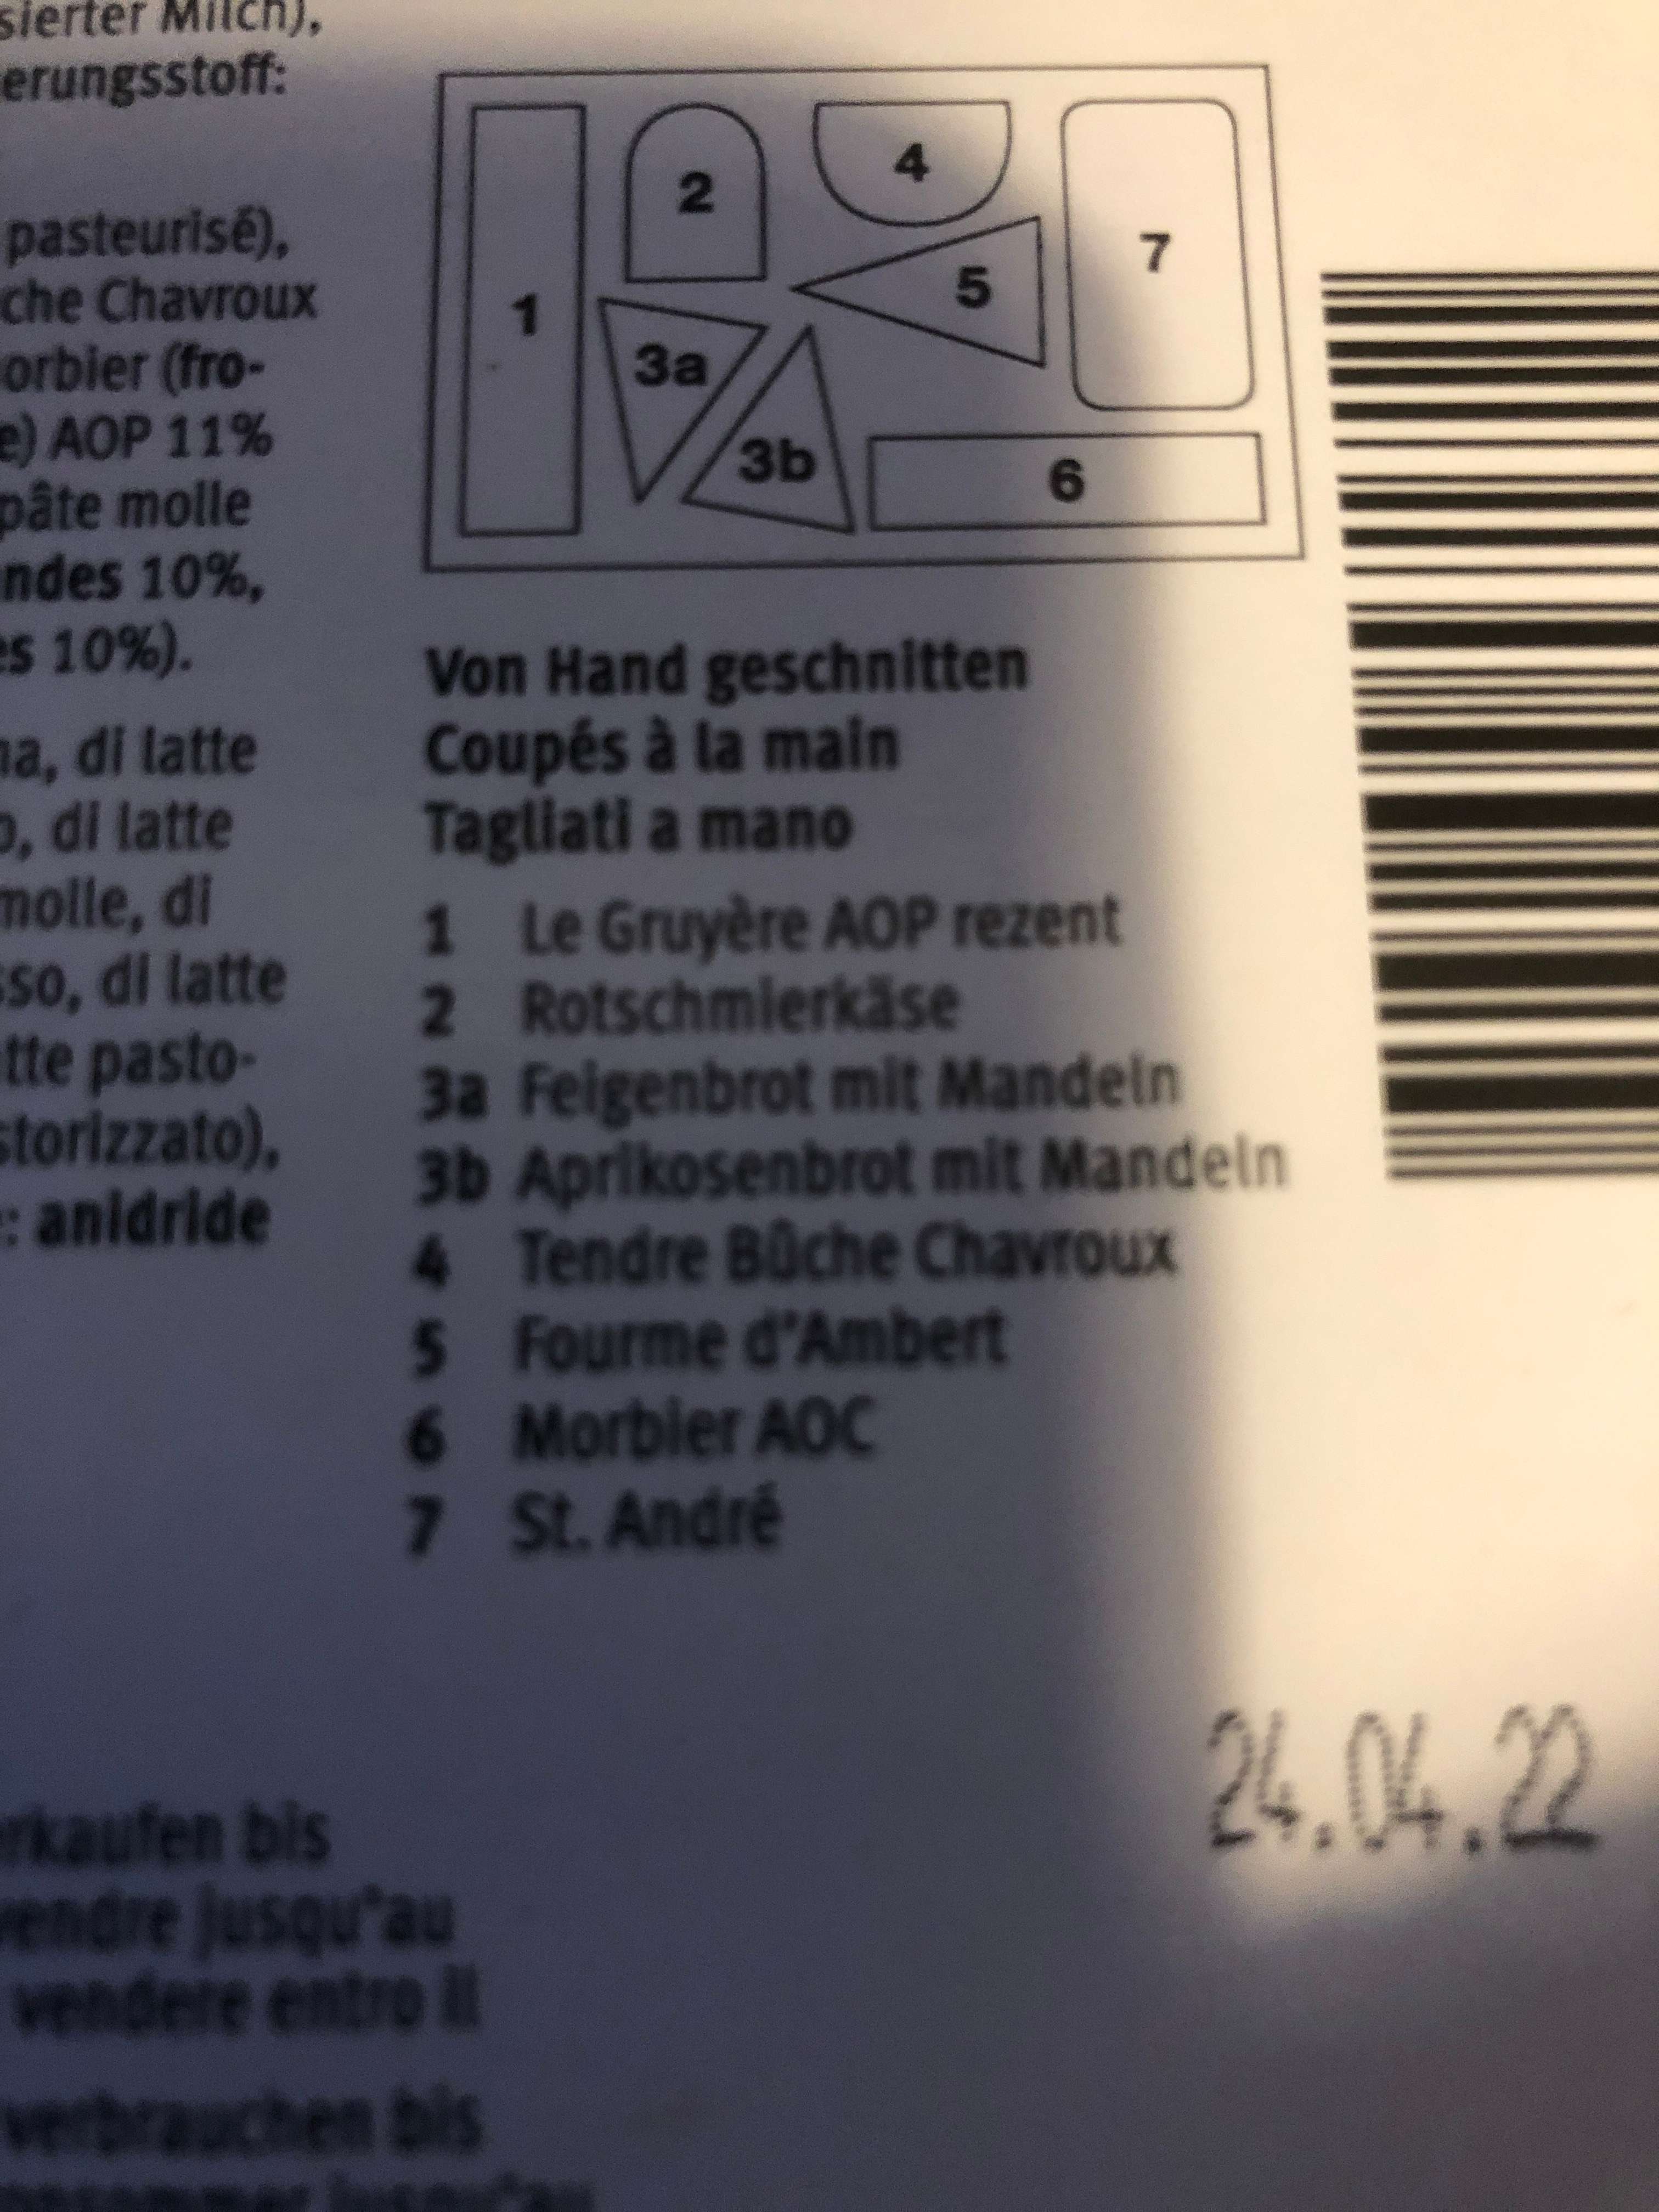 sierter Milch),
erungsstoff:
pasteurisé),
che Chavroux
orbier (fro-
e) AOP 11%
pâte molle
ndes 10%,
es 10%).
na, di latte
o, di latte
molle, di
sso, di latte
tte pasto-
storizzato),
: anidride
1
2
4
7
5
3a
3b
6
Von Hand geschnitten
Coupés à la main
Tagliati a mano
1 Le Gruyère AOP rezent
2 Rotschmierkäse
3a Feigenbrot mit Mandeln
3b Aprikosenbrot mit Mandeln
4 Tendre Bûche Chavroux
5 Fourme d'Ambert
6 Morbier AOC
7 St. André
24.04.22
rkaufen bis
vendre jusqu'au
vendere entro il
verbrauchen bis
onsommer jusqu'au